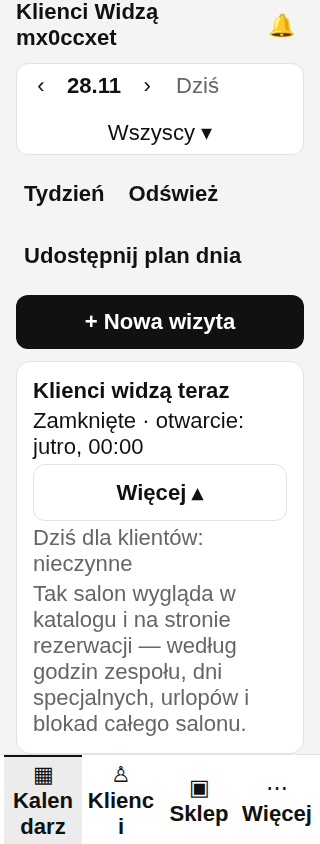 Klienci Widzą
mx0ccxet
‹ 28.11 › Dziś
Wszyscy ▾
Tydzień Odśwież
Udostępnij plan dnia
+ Nowa wizyta
Klienci widzą teraz
Zamknięte · otwarcie:
jutro, 00:00
Więcej ▴
Dziś dla klientów:
nieczynne
Tak salon wygląda w
katalogu i na stronie
rezerwacji — według
godzin zespołu, dni
specjalnych, urlopów i
blokad całego salonu.
Kalen
darz
Klienc
i
Sklep
Więcej